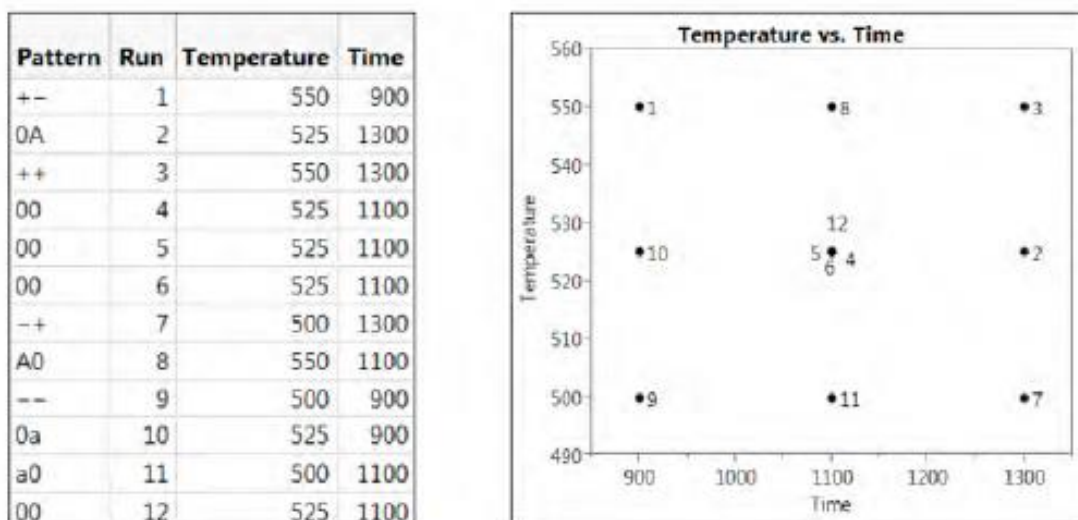 Pattern Run Temperature Time
+− 1 550 900
0A 2 525 1300
++ 3 550 1300
00 4 525 1100
00 5 525 1100
00 6 525 1100
−+ 7 500 1300
A0 8 550 1100
−− 9 500 900
0a 10 525 900
a0 11 500 1100
00 12 525 1100
Temperature vs. Time
560
550
540
530
520
510
500
490
Temperature
1 8 3
12
10 5 4 2
6
9 11 7
900 1000 1100 1200 1300
Time